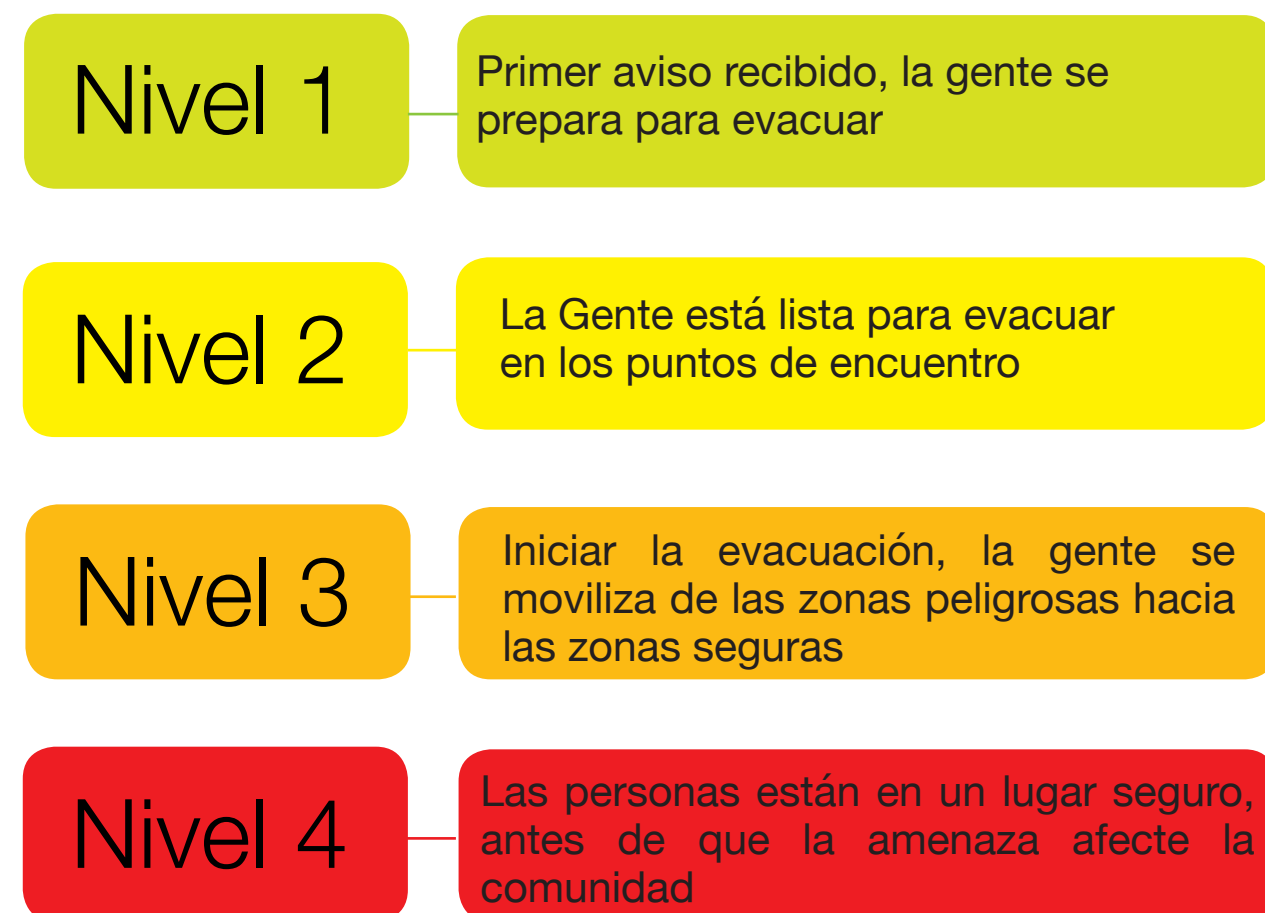 Nivel 1
Primer aviso recibido, la gente se
prepara para evacuar
Nivel 2
La Gente está lista para evacuar
en los puntos de encuentro
Nivel 3
Iniciar la evacuación, la gente se
moviliza de las zonas peligrosas hacia
las zonas seguras
Nivel 4
Las personas están en un lugar seguro,
antes de que la amenaza afecte la
comunidad